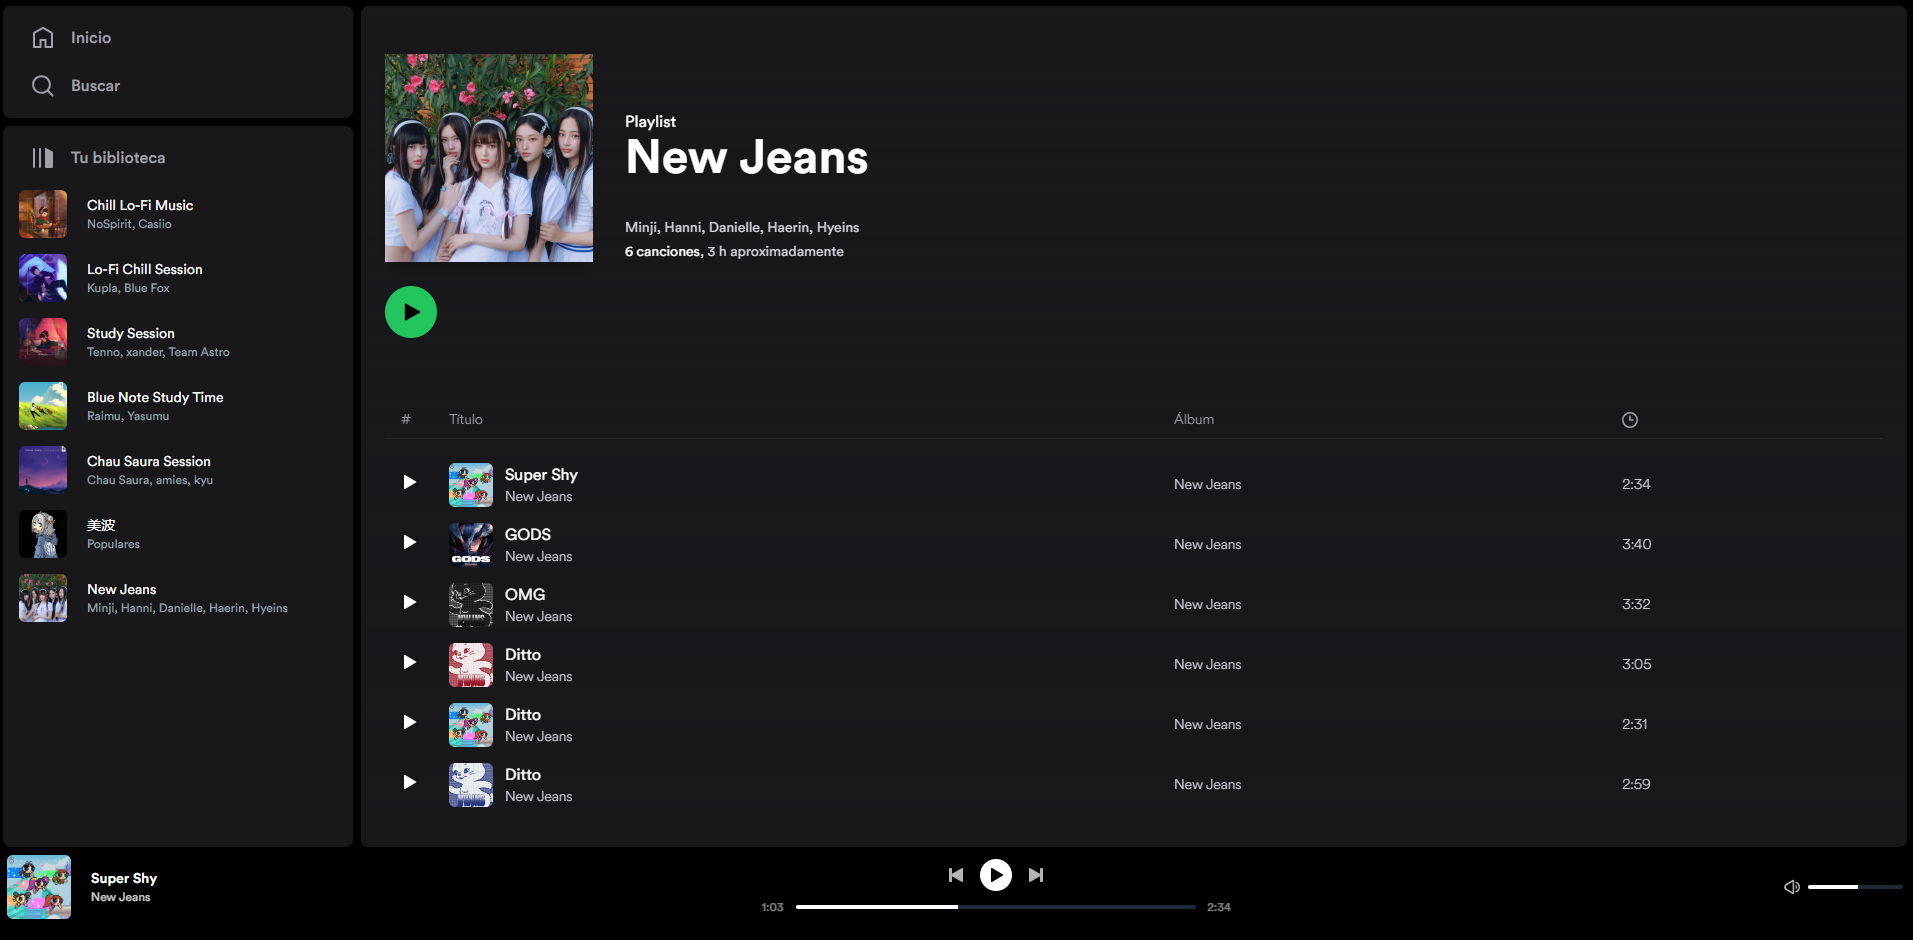 Inicio
Buscar
Tu biblioteca
Chill Lo-Fi Music
NoSpirit, Casiio
Lo-Fi Chill Session
Kupla, Blue Fox
Study Session
Tenno, xander, Team Astro
Blue Note Study Time
Raimu, Yasumu
Chau Saura Session
Chau Saura, amies, kyu
美波
Populares
New Jeans
Minji, Hanni, Danielle, Haerin, Hyeins
Playlist
New Jeans
Minji, Hanni, Danielle, Haerin, Hyeins
6 canciones, 3 h aproximadamente
# Título Álbum
Super Shy
New Jeans New Jeans 2:34
GODS
GODS
New Jeans New Jeans 3:40
OMG
New Jeans New Jeans 3:32
Ditto
New Jeans New Jeans 3:05
Ditto
New Jeans New Jeans 2:31
Ditto
New Jeans New Jeans 2:59
Super Shy
New Jeans
1:03 2:34